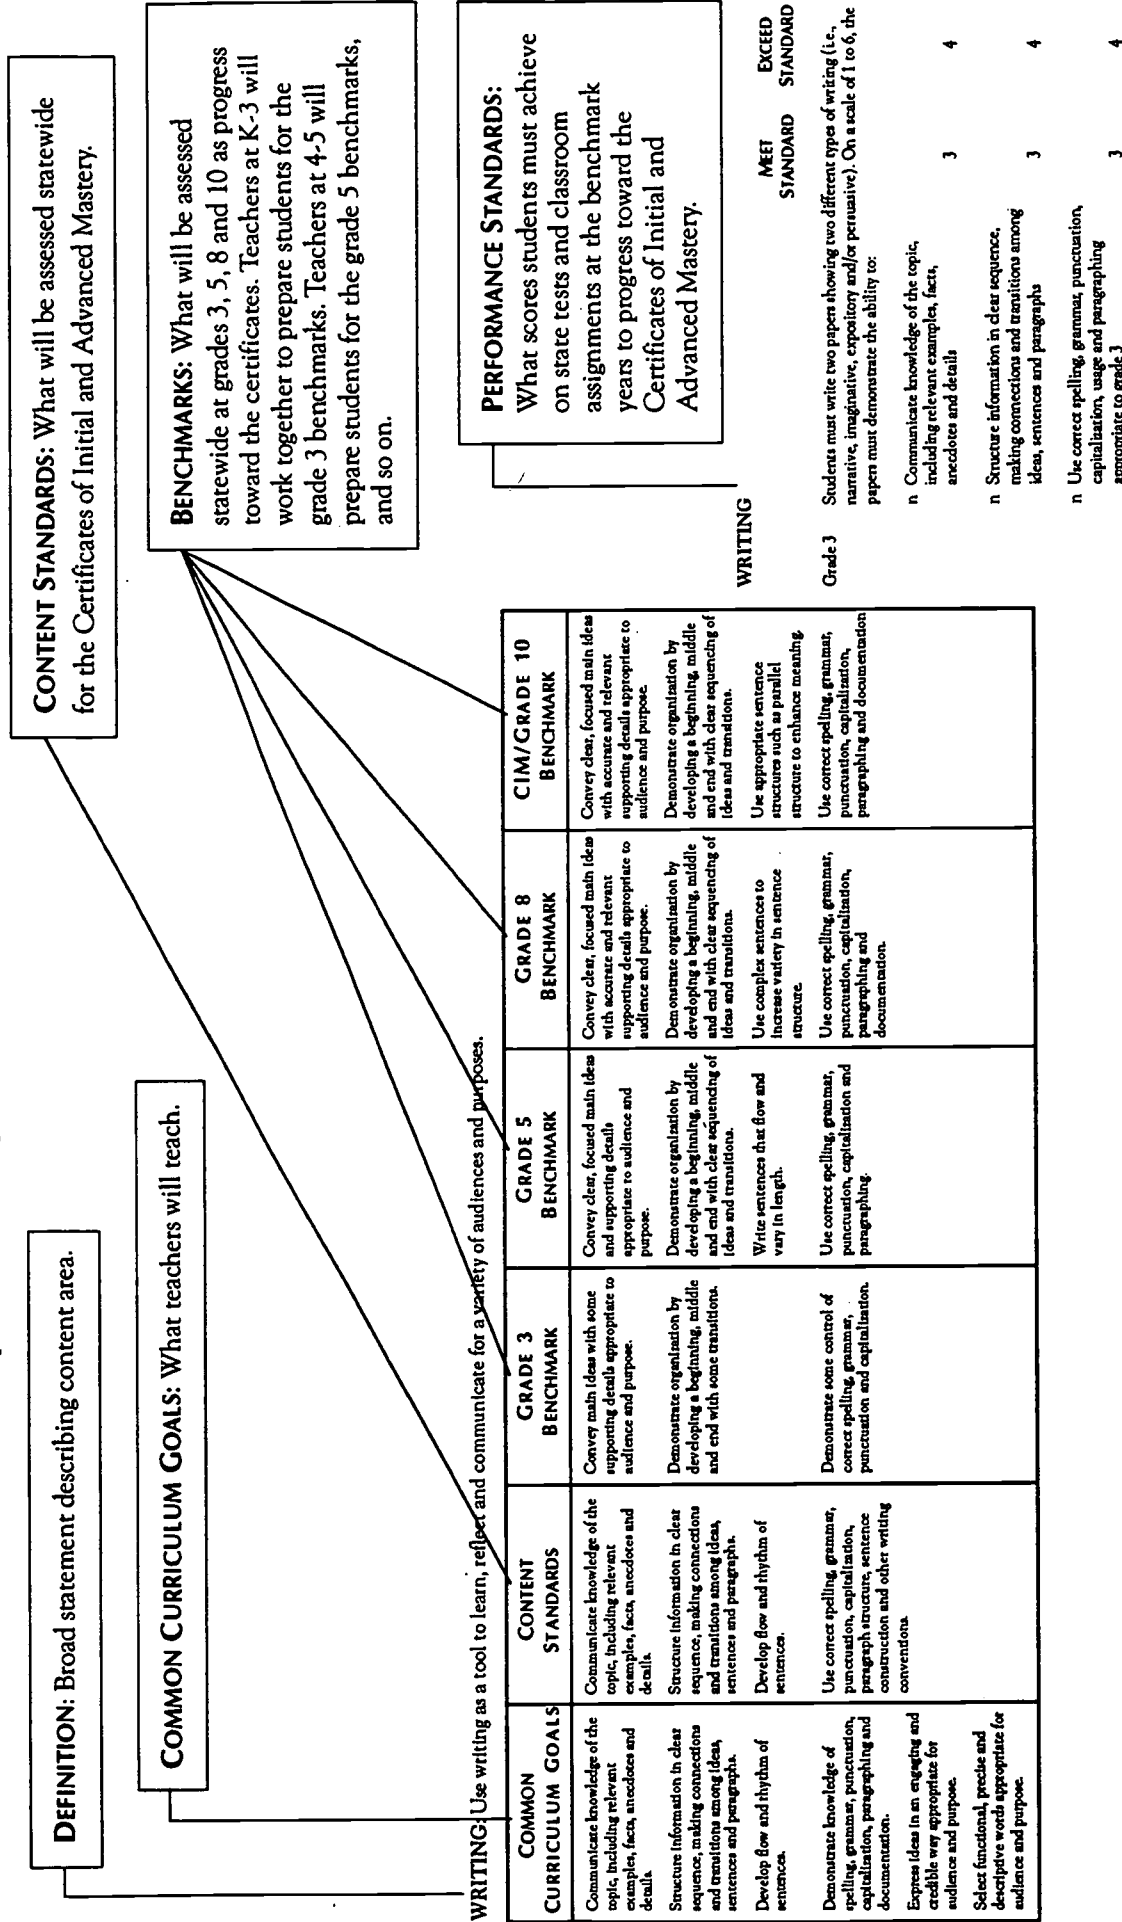 DEFINITION: Broad statement describing content area.
COMMON CURRICULUM GOALS: What teachers will teach.
CONTENT STANDARDS: What will be assessed statewide
for the Certificates of Initial and Advanced Mastery.
BENCHMARKS: What will be assessed
statewide at grades 3, 5, 8 and 10 as progress
toward the certificates. Teachers at K-3 will
work together to prepare students for the
grade 3 benchmarks. Teachers at 4-5 will
prepare students for the grade 5 benchmarks,
and so on.
WRITING: Use writing as a tool to learn, reflect and communicate for a variety of audiences and purposes.
COMMON
CURRICULUM GOALS
Communicate knowledge of the
topic, including relevant
examples, facts, anecdotes and
details.
Structure information in clear
sequence, making connections
and transitions among ideas,
sentences and paragraphs.
Develop flow and rhythm of
sentences.
Demonstrate knowledge of
spelling, grammar, punctuation,
capitalization, paragraphing and
documentation.
Express ideas in an engaging and
credible way appropriate for
audience and purpose.
Select functional, precise and
descriptive words appropriate for
audience and purpose.
CONTENT
STANDARDS
Communicate knowledge of the
topic, including relevant
examples, facts, anecdotes and
details.
Structure information in clear
sequence, making connections
and transitions among ideas,
sentences and paragraphs.
Develop flow and rhythm of
sentences.
Use correct spelling, grammar,
punctuation, capitalization,
paragraph structure, sentence
construction and other writing
conventions.
GRADE 3
BENCHMARK
Convey main ideas with some
supporting details appropriate to
audience and purpose.
Demonstrate organization by
developing a beginning, middle
and end with some transitions.
Demonstrate some control of
correct spelling, grammar,
punctuation and capitalization.
GRADE 5
BENCHMARK
Convey clear, focused main ideas
and supporting details
appropriate to audience and
purpose.
Demonstrate organization by
developing a beginning, middle
and end with clear sequencing of
ideas and transitions.
Write sentences that flow and
vary in length.
Use correct spelling, grammar,
punctuation, capitalization and
paragraphing.
GRADE 8
BENCHMARK
Convey clear, focused main ideas
with accurate and relevant
supporting details appropriate to
audience and purpose.
Demonstrate organization by
developing a beginning, middle
and end with clear sequencing of
ideas and transitions.
Use complex sentences to
increase variety in sentence
structure.
Use correct spelling, grammar,
punctuation, capitalization,
paragraphing and
documentation.
CIM/GRADE 10
BENCHMARK
Convey clear, focused main ideas
with accurate and relevant
supporting details appropriate to
audience and purpose.
Demonstrate organization by
developing a beginning, middle
and end with clear sequencing of
ideas and transitions.
Use appropriate sentence
structures such as parallel
structure to enhance meaning.
Use correct spelling, grammar,
punctuation, capitalization,
paragraphing and documentation
PERFORMANCE STANDARDS:
What scores students must achieve
on state tests and classroom
assignments at the benchmark
years to progress toward the
Certificates of Initial and
Advanced Mastery.
WRITING
MEET EXCEED
STANDARD STANDARD
Grade 3 Students must write two papers showing two different types of writing (i.e.,
narrative, imaginative, expository and/or persuasive). On a scale of 1 to 6, the
papers must demonstrate the ability to:
n Communicate knowledge of the topic,
including relevant examples, facts,
anecdotes and details 3 4
n Structure information in clear sequence,
making connections and transitions among
ideas, sentences and paragraphs 3 4
n Use correct spelling, grammar, punctuation,
capitalization, usage and paragraphing
appropriate to grade 3 3 4